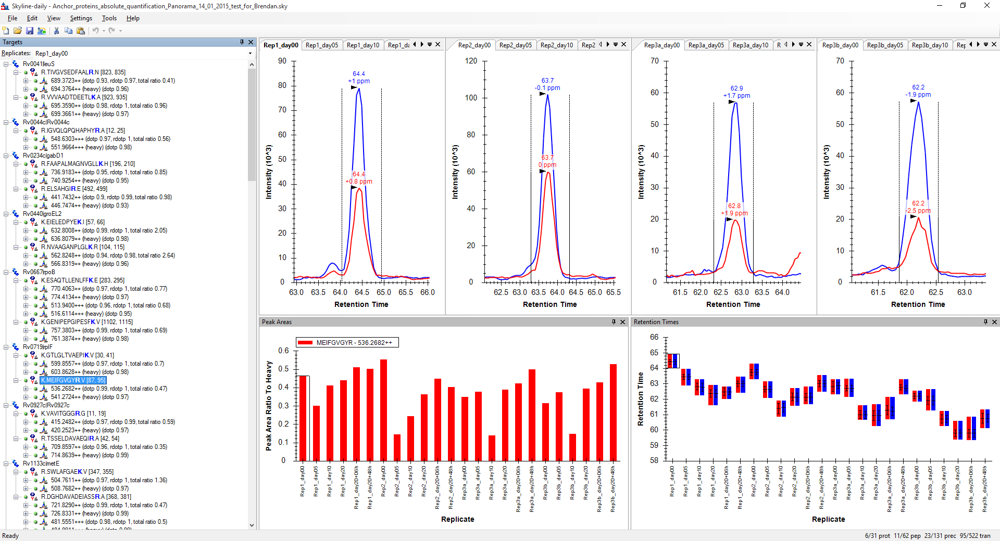 Skyline-daily - Anchor_proteins_absolute_quantification_Panorama_14_01_2015_test_for_Brendan.sky
File Edit View Settings Tools Help
Targets
Replicates: Rep1_day00
Rv0041|leuS
R.TIVGVSEDFAALR.N [823, 835]
689.3723++ (dotp 0.93, rdotp 0.97, total ratio 0.41)
694.3764++ (heavy) (dotp 0.96)
R.VVVAADTDEETLK.A [923, 935]
695.3590++ (dotp 0.98, rdotp 1, total ratio 0.96)
699.3661++ (heavy) (dotp 0.97)
Rv0044c|Rv0044c
R.IGVQLQPQHAPHYR.A [12, 25]
548.6303+++ (dotp 0.97, rdotp 1, total ratio 0.56)
551.9664+++ (heavy) (dotp 0.98)
Rv0234c|gabD1
R.FAAPALMAGNVGLLK.H [196, 210]
736.9183++ (dotp 0.95, rdotp 1, total ratio 0.85)
740.9254++ (heavy) (dotp 0.95)
R.ELSAHGIR.E [492, 499]
441.7432++ (dotp 0.9, rdotp 0.99, total ratio 0.98)
446.7474++ (heavy) (dotp 0.93)
Rv0440|groEL2
K.EIELEDPYEK.I [57, 66]
632.8008++ (dotp 0.99, rdotp 1, total ratio 2.05)
636.8079++ (heavy) (dotp 0.98)
R.NVAAGANPLGLK.R [104, 115]
562.8248++ (dotp 0.94, rdotp 0.98, total ratio 2.64)
566.8319++ (heavy) (dotp 0.96)
Rv0667|rpoB
K.ESAQTLLENLFFK.E [283, 295]
770.4063++ (dotp 0.97, rdotp 1, total ratio 0.77)
774.4134++ (heavy) (dotp 0.97)
513.9400+++ (dotp 0.96, rdotp 1, total ratio 0.68)
516.6114+++ (heavy) (dotp 0.95)
K.GENIPEPGIPESFK.V [1102, 1115]
757.3803++ (dotp 0.99, rdotp 1, total ratio 0.69)
761.3874++ (heavy) (dotp 0.98)
Rv0719|rplF
K.GTLGLTVAEPIK.V [30, 41]
599.8557++ (dotp 0.97, rdotp 1, total ratio 0.7)
603.8628++ (heavy) (dotp 0.98)
K.MEIFGVGYR.V [87, 95]
536.2682++ (dotp 0.99, rdotp 1, total ratio 0.47)
541.2724++ (heavy) (dotp 0.97)
Rv0927c|Rv0927c
K.VAVITGGGR.G [11, 19]
415.2482++ (dotp 0.97, rdotp 0.99, total ratio 0.59)
420.2523++ (heavy) (dotp 0.97)
R.TSSELDAVAEQIR.A [42, 54]
709.8597++ (dotp 0.96, rdotp 1, total ratio 0.35)
714.8639++ (heavy) (dotp 0.99)
Rv1133c|metE
R.SWLAFGAEK.V [347, 355]
504.7611++ (dotp 0.97, rdotp 1, total ratio 1.36)
508.7682++ (heavy) (dotp 0.97)
R.DGHDAVADEIASSR.A [368, 381]
721.8290++ (dotp 0.99, rdotp 1, total ratio 0.47)
726.8331++ (heavy) (dotp 0.99)
481.5551+++ (dotp 0.98, rdotp 1, total ratio 0.5)
Rep1_day00 Rep1_day05 Rep1_day10 Rep1_da
90
80
70
60
50
40
30
20
10
0
Intensity (10^3)
64.4
+1 ppm
64.4
+0.8 ppm
63.0 63.5 64.0 64.5 65.0 65.5 66.0
Retention Time
Rep2_day00 Rep2_day05 Rep2_day10 Rep2
120
100
80
60
40
20
0
Intensity (10^3)
63.7
-0.1 ppm
63.7
0 ppm
62.5 63.0 63.5 64.0 64.5 65.0 65.5
Retention Time
Rep3a_day00 Rep3a_day05 Rep3a_day10 R
70
60
50
40
30
20
10
0
Intensity (10^3)
62.9
+1.7 ppm
62.8
+1.9 ppm
61.5 62.0 62.5 63.0 63.5 64.0
Retention Time
Rep3b_day00 Rep3b_day05 Rep3b_day10 Rep
70
60
50
40
30
20
10
0
Intensity (10^3)
62.2
-1.9 ppm
62.2
-2.5 ppm
61.5 62.0 62.5 63.0
Retention Time
Peak Areas
MEIFGVGYR - 536.2682++
0.6
0.5
0.4
0.3
0.2
0.1
0
Peak Area Ratio To Heavy
Rep1_day00
Rep1_day05
Rep1_day10
Rep1_day20
Rep1_day20+06h
Rep1_day20+48h
Rep2_day00
Rep2_day05
Rep2_day10
Rep2_day20
Rep2_day20+06h
Rep2_day20+48h
Rep3a_day00
Rep3a_day05
Rep3a_day10
Rep3a_day20
Rep3a_day20+06h
Rep3a_day20+48h
Rep3b_day00
Rep3b_day05
Rep3b_day10
Rep3b_day20
Rep3b_day20+06h
Rep3b_day20+48h
Replicate
Retention Times
66
65
64
63
62
61
60
59
58
Retention Time
Rep1_day00
Rep1_day05
Rep1_day10
Rep1_day20
Rep1_day20+06h
Rep1_day20+48h
Rep2_day00
Rep2_day05
Rep2_day10
Rep2_day20
Rep2_day20+06h
Rep2_day20+48h
Rep3a_day00
Rep3a_day05
Rep3a_day10
Rep3a_day20
Rep3a_day20+06h
Rep3a_day20+48h
Rep3b_day00
Rep3b_day05
Rep3b_day10
Rep3b_day20
Rep3b_day20+06h
Rep3b_day20+48h
Replicate
Ready
6/31 prot 11/62 pep 23/131 prec 95/522 tran